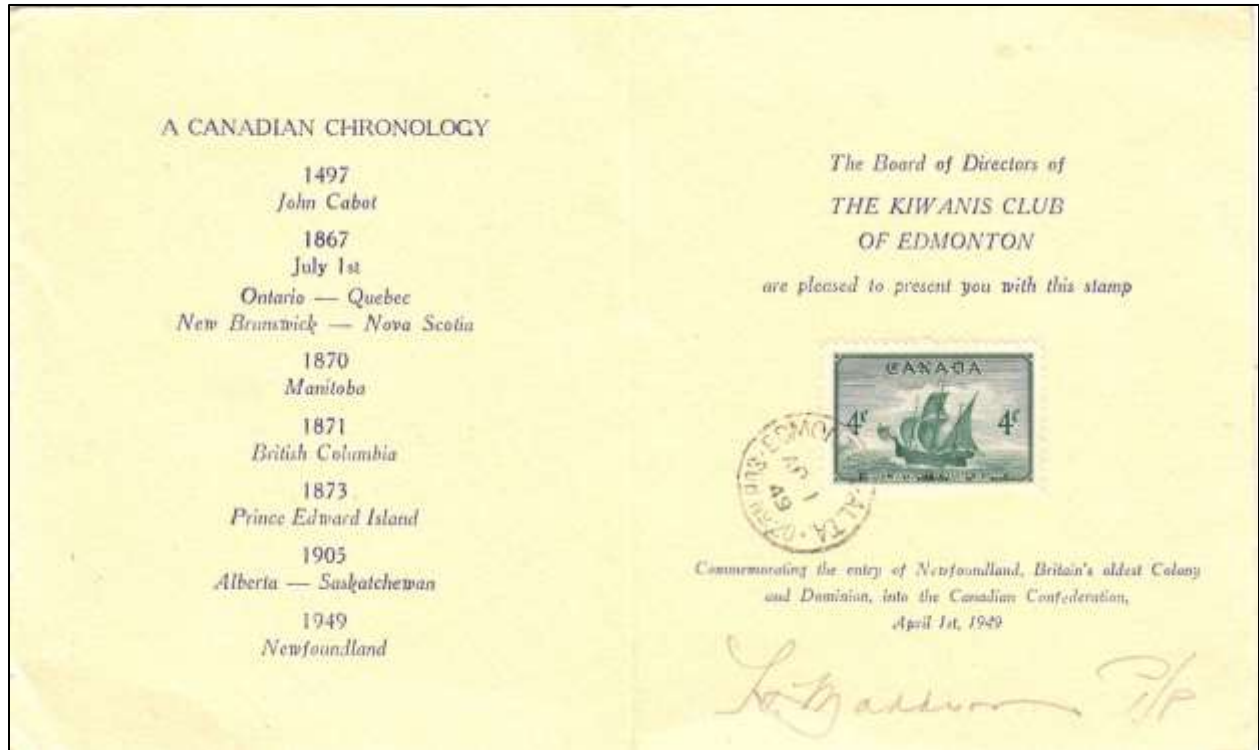 A CANADIAN CHRONOLOGY
1497
John Cabot
1867
July 1st
Ontario — Quebec
New Brunswick — Nova Scotia
1870
Manitoba
1871
British Columbia
1873
Prince Edward Island
1905
Alberta — Saskatchewan
1949
Newfoundland
The Board of Directors of
THE KIWANIS CLUB
OF EDMONTON
are pleased to present you with this stamp
CANADA
4¢ 4¢
AP 1
49
ALTA.
Commemorating the entry of Newfoundland, Britain's oldest Colony
and Dominion, into the Canadian Confederation,
April 1st, 1949